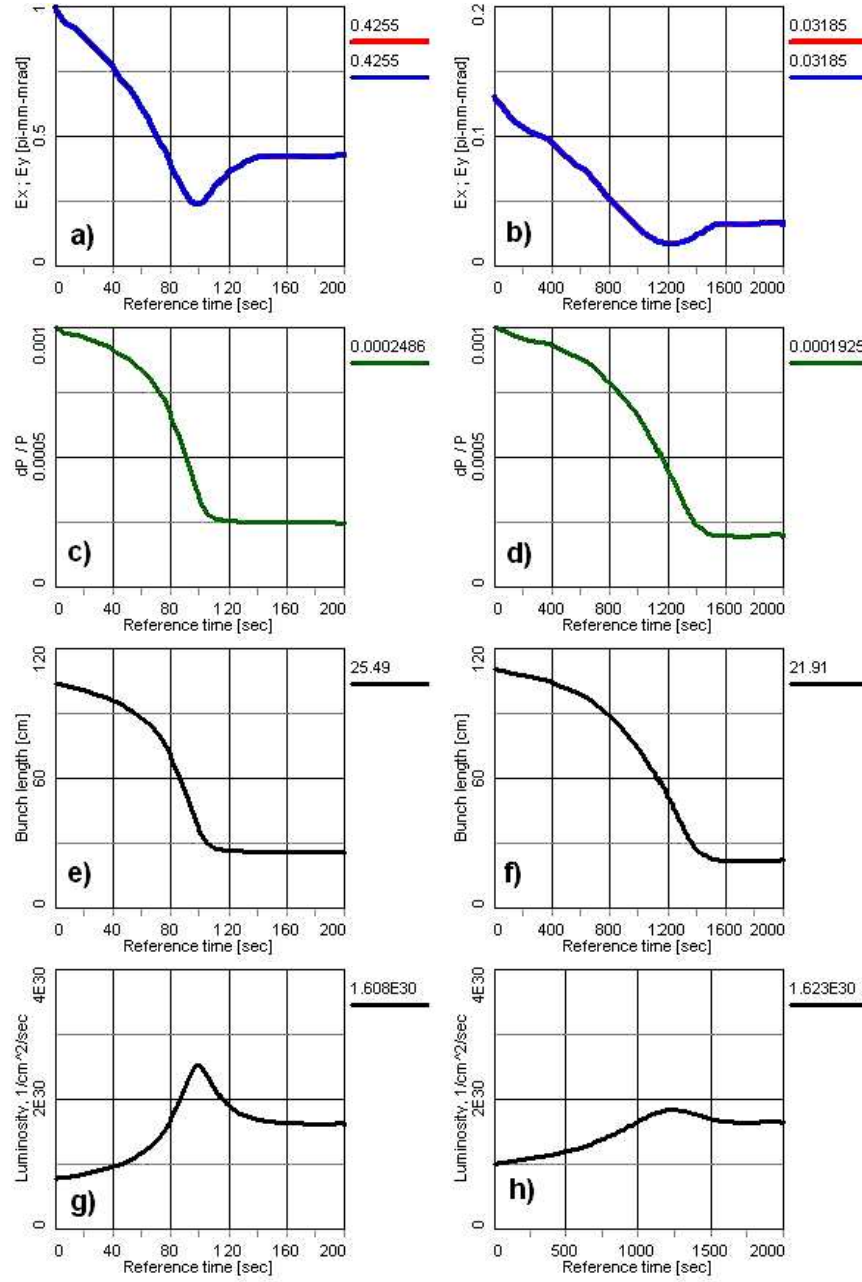 Ex ; Ey [pi-mm-mrad]
1
0.5
0
a)
0 40 80 120 160 200
Reference time [sec]
0.4255
0.4255
Ex ; Ey [pi-mm-mrad]
0.2
0.1
0
b)
0 400 800 1200 1600 2000
Reference time [sec]
0.03185
0.03185
dP / P
0.001
0.0005
0
c)
0 40 80 120 160 200
Reference time [sec]
0.0002486
dP / P
0.001
0.0005
0
d)
0 400 800 1200 1600 2000
Reference time [sec]
0.0001925
Bunch length [cm]
120
60
0
e)
0 40 80 120 160 200
Reference time [sec]
25.49
Bunch length [cm]
120
60
0
f)
0 400 800 1200 1600 2000
Reference time [sec]
21.91
Luminosity, 1/cm^2/sec
4E30
2E30
0
g)
0 40 80 120 160 200
Reference time [sec]
1.608E30
Luminosity, 1/cm^2/sec
4E30
2E30
0
h)
0 500 1000 1500 2000
Reference time [sec]
1.623E30